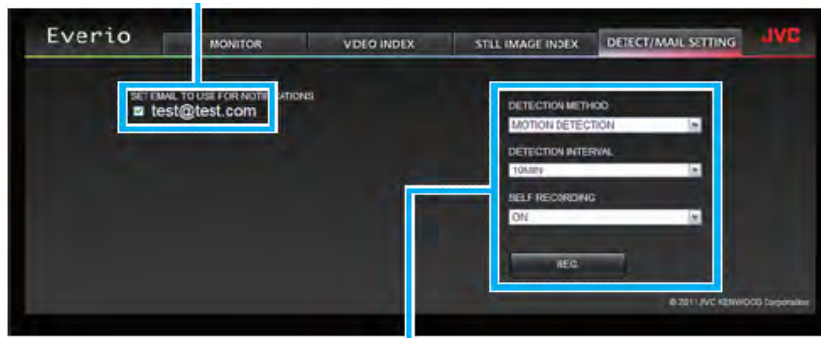 Everio
MONITOR
VIDEO INDEX
STILL IMAGE INDEX
DETECT/MAIL SETTING
JVC
SET EMAIL TO USE FOR NOTIFICATIONS
test@test.com
DETECTION METHOD
MOTION DETECTION
DETECTION INTERVAL
10MIN
SELF RECORDING
ON
REG.
© 2011 JVC KENWOOD Corporation